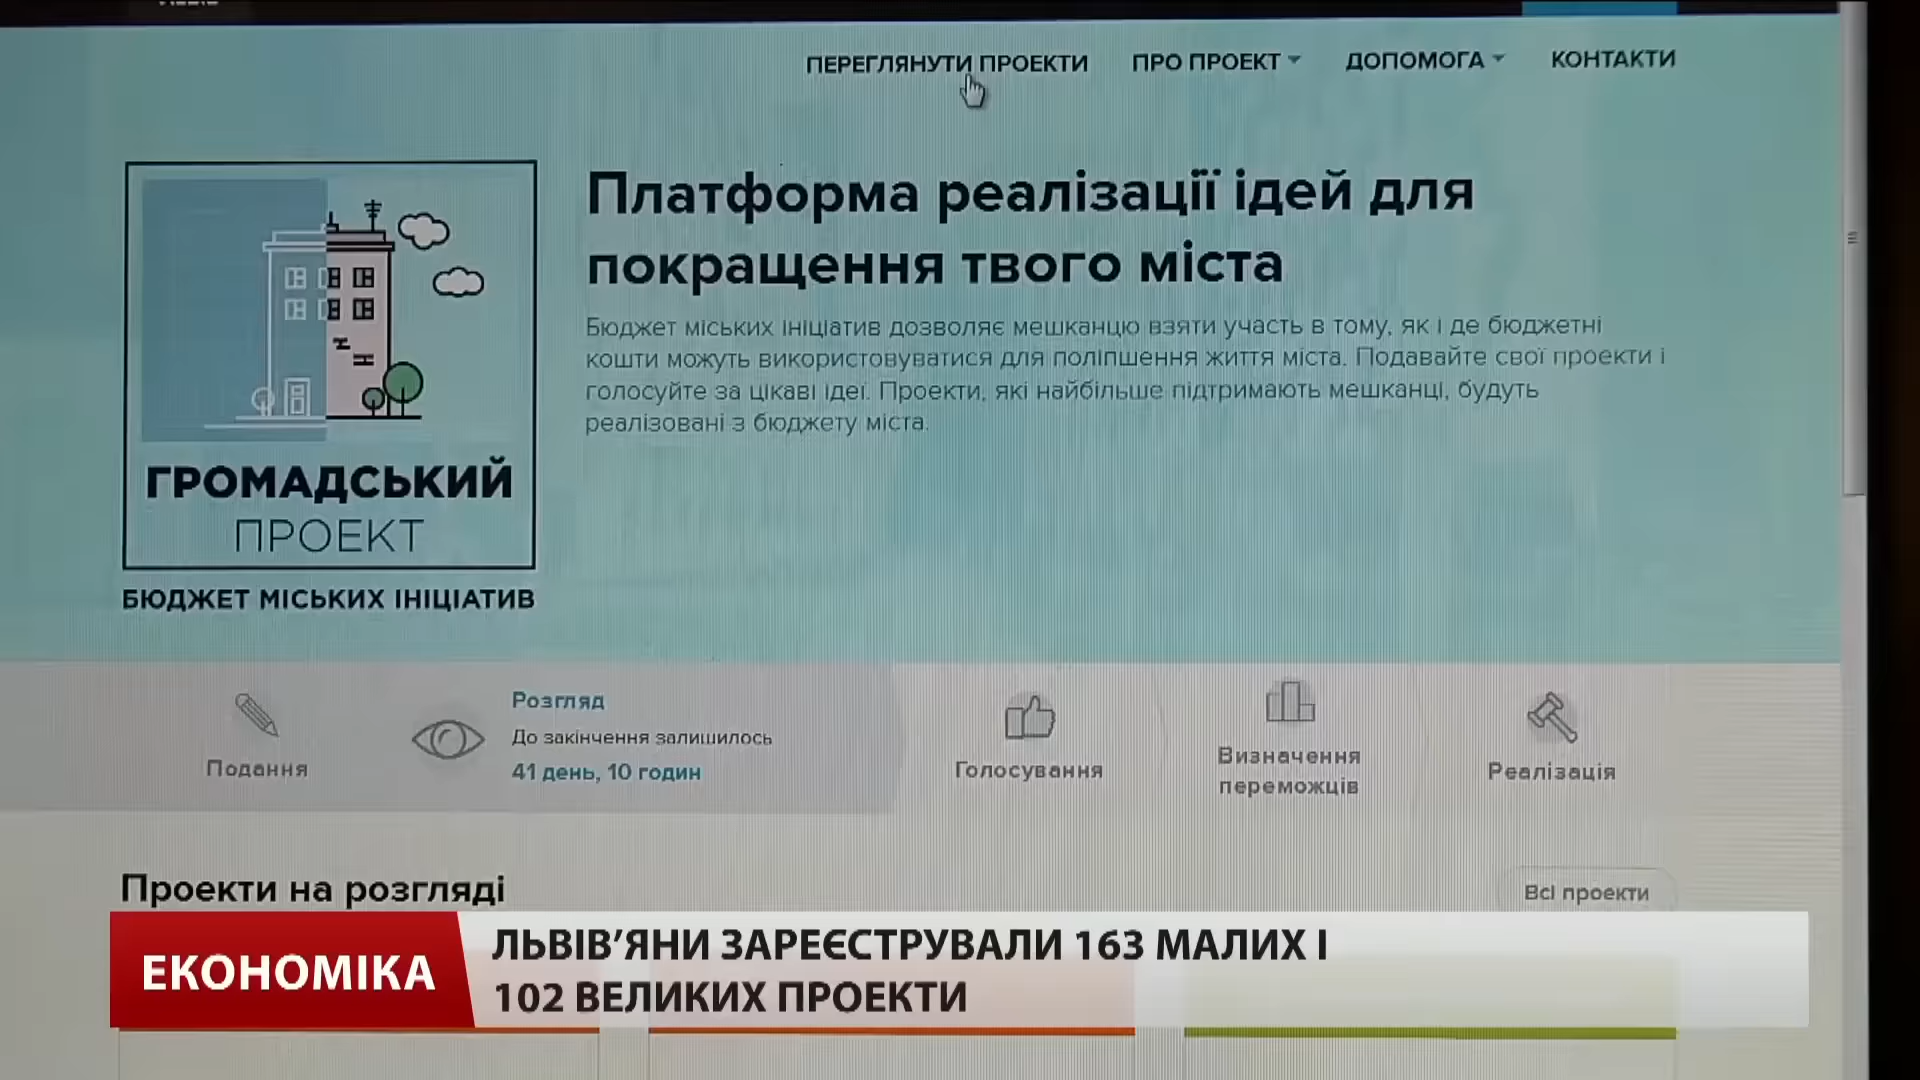 ПЕРЕГЛЯНУТИ ПРОЕКТИ ПРО ПРОЕКТ ДОПОМОГА КОНТАКТИ
Платформа реалізації ідей для
покращення твого міста
Бюджет міських ініціатив дозволяє мешканцю взяти участь в тому, як і де бюджетні
кошти можуть використовуватися для поліпшення життя міста. Подавайте свої проекти і
голосуйте за цікаві ідеї. Проекти, які найбільше підтримають мешканці, будуть
реалізовані з бюджету міста.
ГРОМАДСЬКИЙ
ПРОЕКТ
БЮДЖЕТ МІСЬКИХ ІНІЦІАТИВ
Подання
Розгляд
До закінчення залишилось
41 день, 10 годин
Голосування
Визначення
переможців
Реалізація
Проекти на розгляді
Всі проекти
ЕКОНОМІКА
ЛЬВІВ’ЯНИ ЗАРЕЄСТРУВАЛИ 163 МАЛИХ І
102 ВЕЛИКИХ ПРОЕКТИ